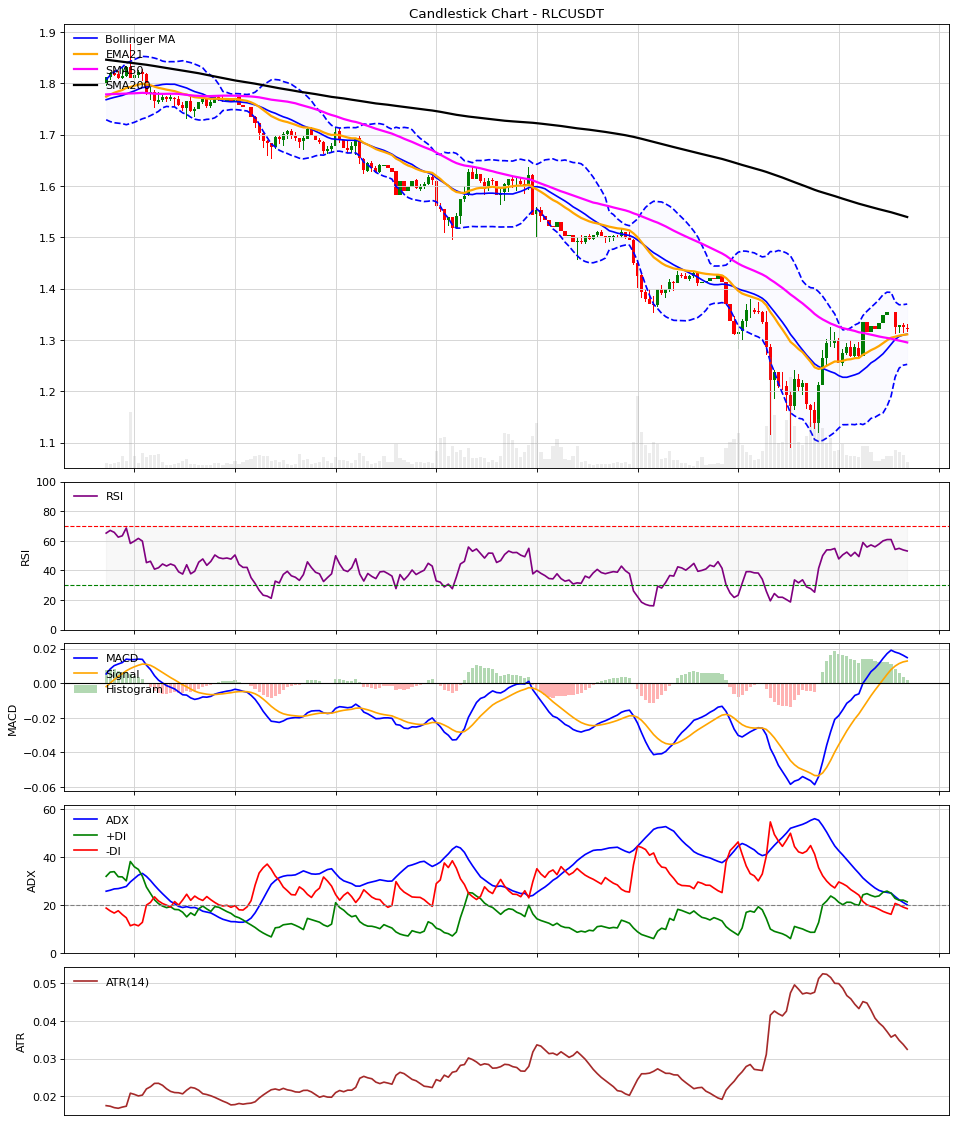 Candlestick Chart - RLCUSDT
1.9
1.8
1.7
1.6
1.5
1.4
1.3
1.2
1.1
Bollinger MA
EMA21
SMA50
SMA200
100
80
60
40
20
0
RSI
RSI
0.02
0.00
−0.02
−0.04
−0.06
MACD
MACD
Signal
Histogram
60
40
20
0
ADX
ADX
+DI
-DI
0.05
0.04
0.03
0.02
ATR
ATR(14)